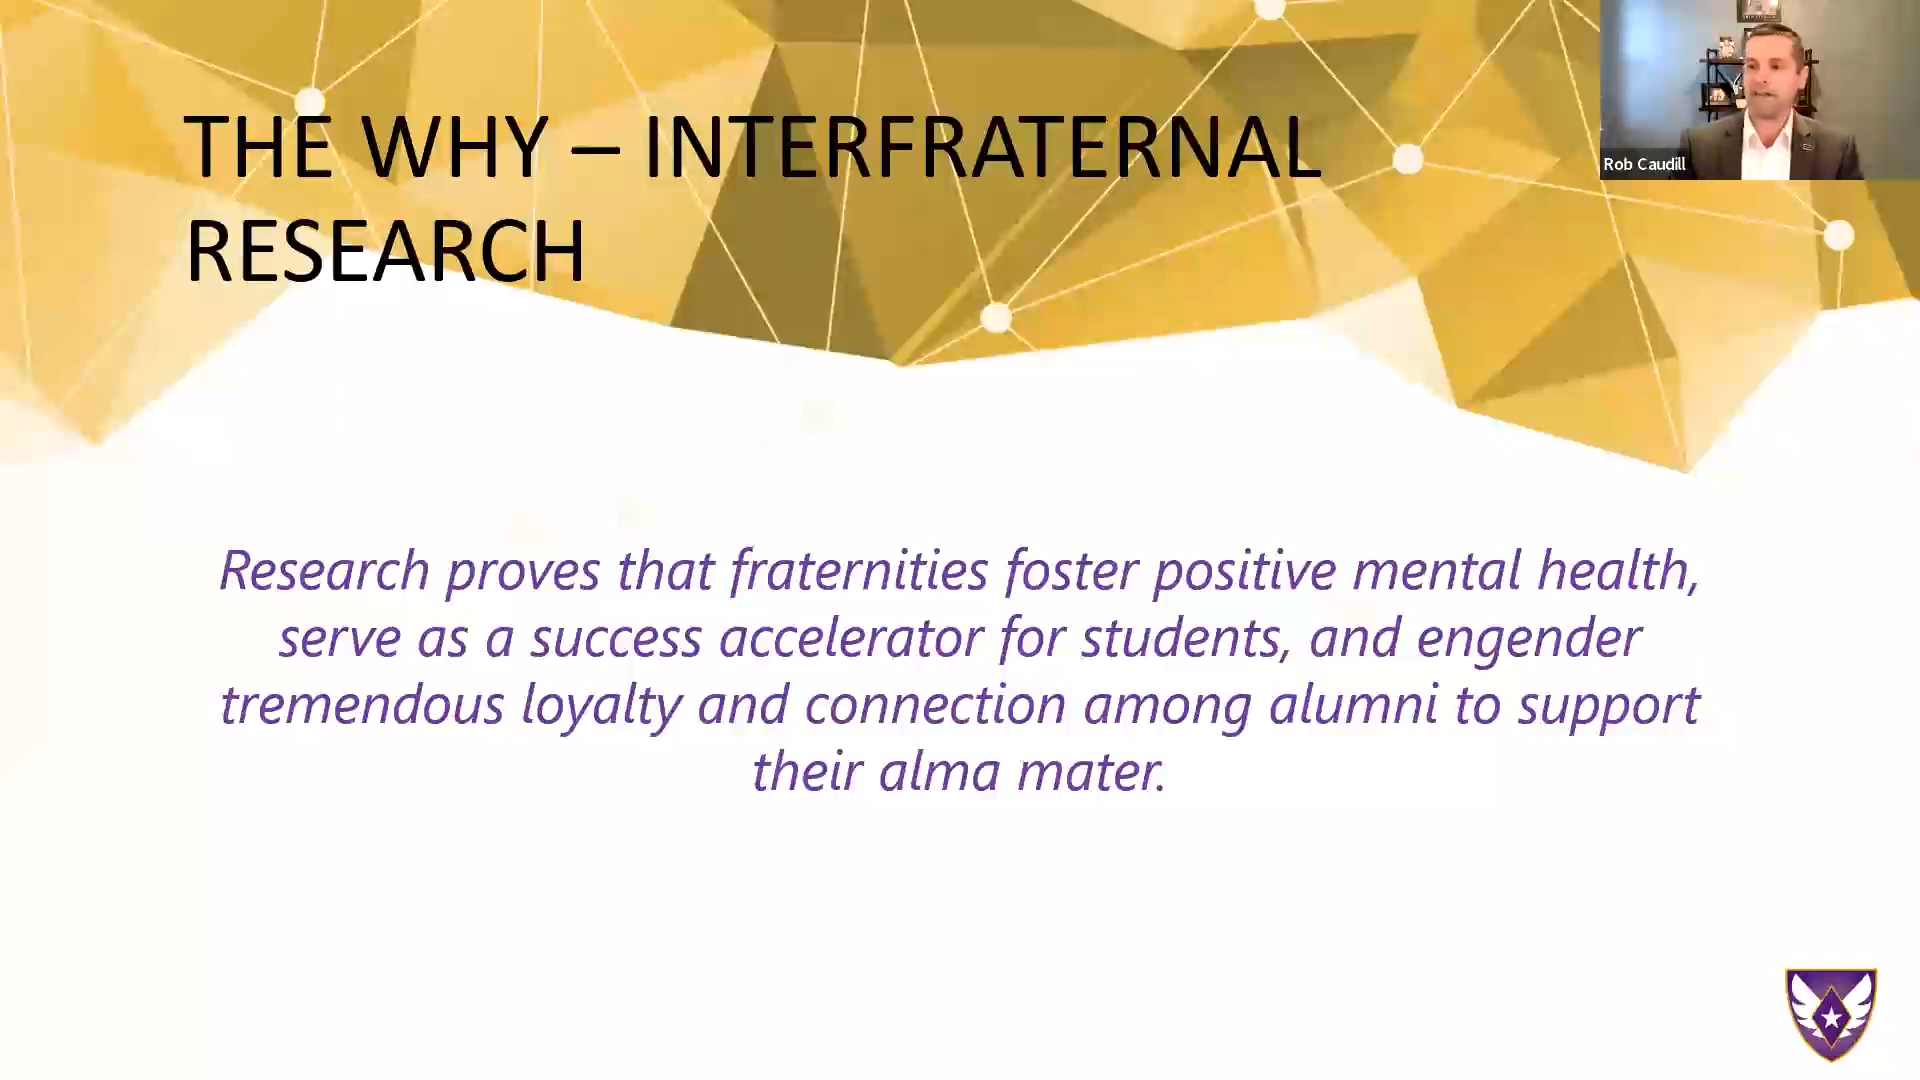 THE WHY – INTERFRATERNAL
RESEARCH
Rob Caudill
Research proves that fraternities foster positive mental health,
serve as a success accelerator for students, and engender
tremendous loyalty and connection among alumni to support
their alma mater.